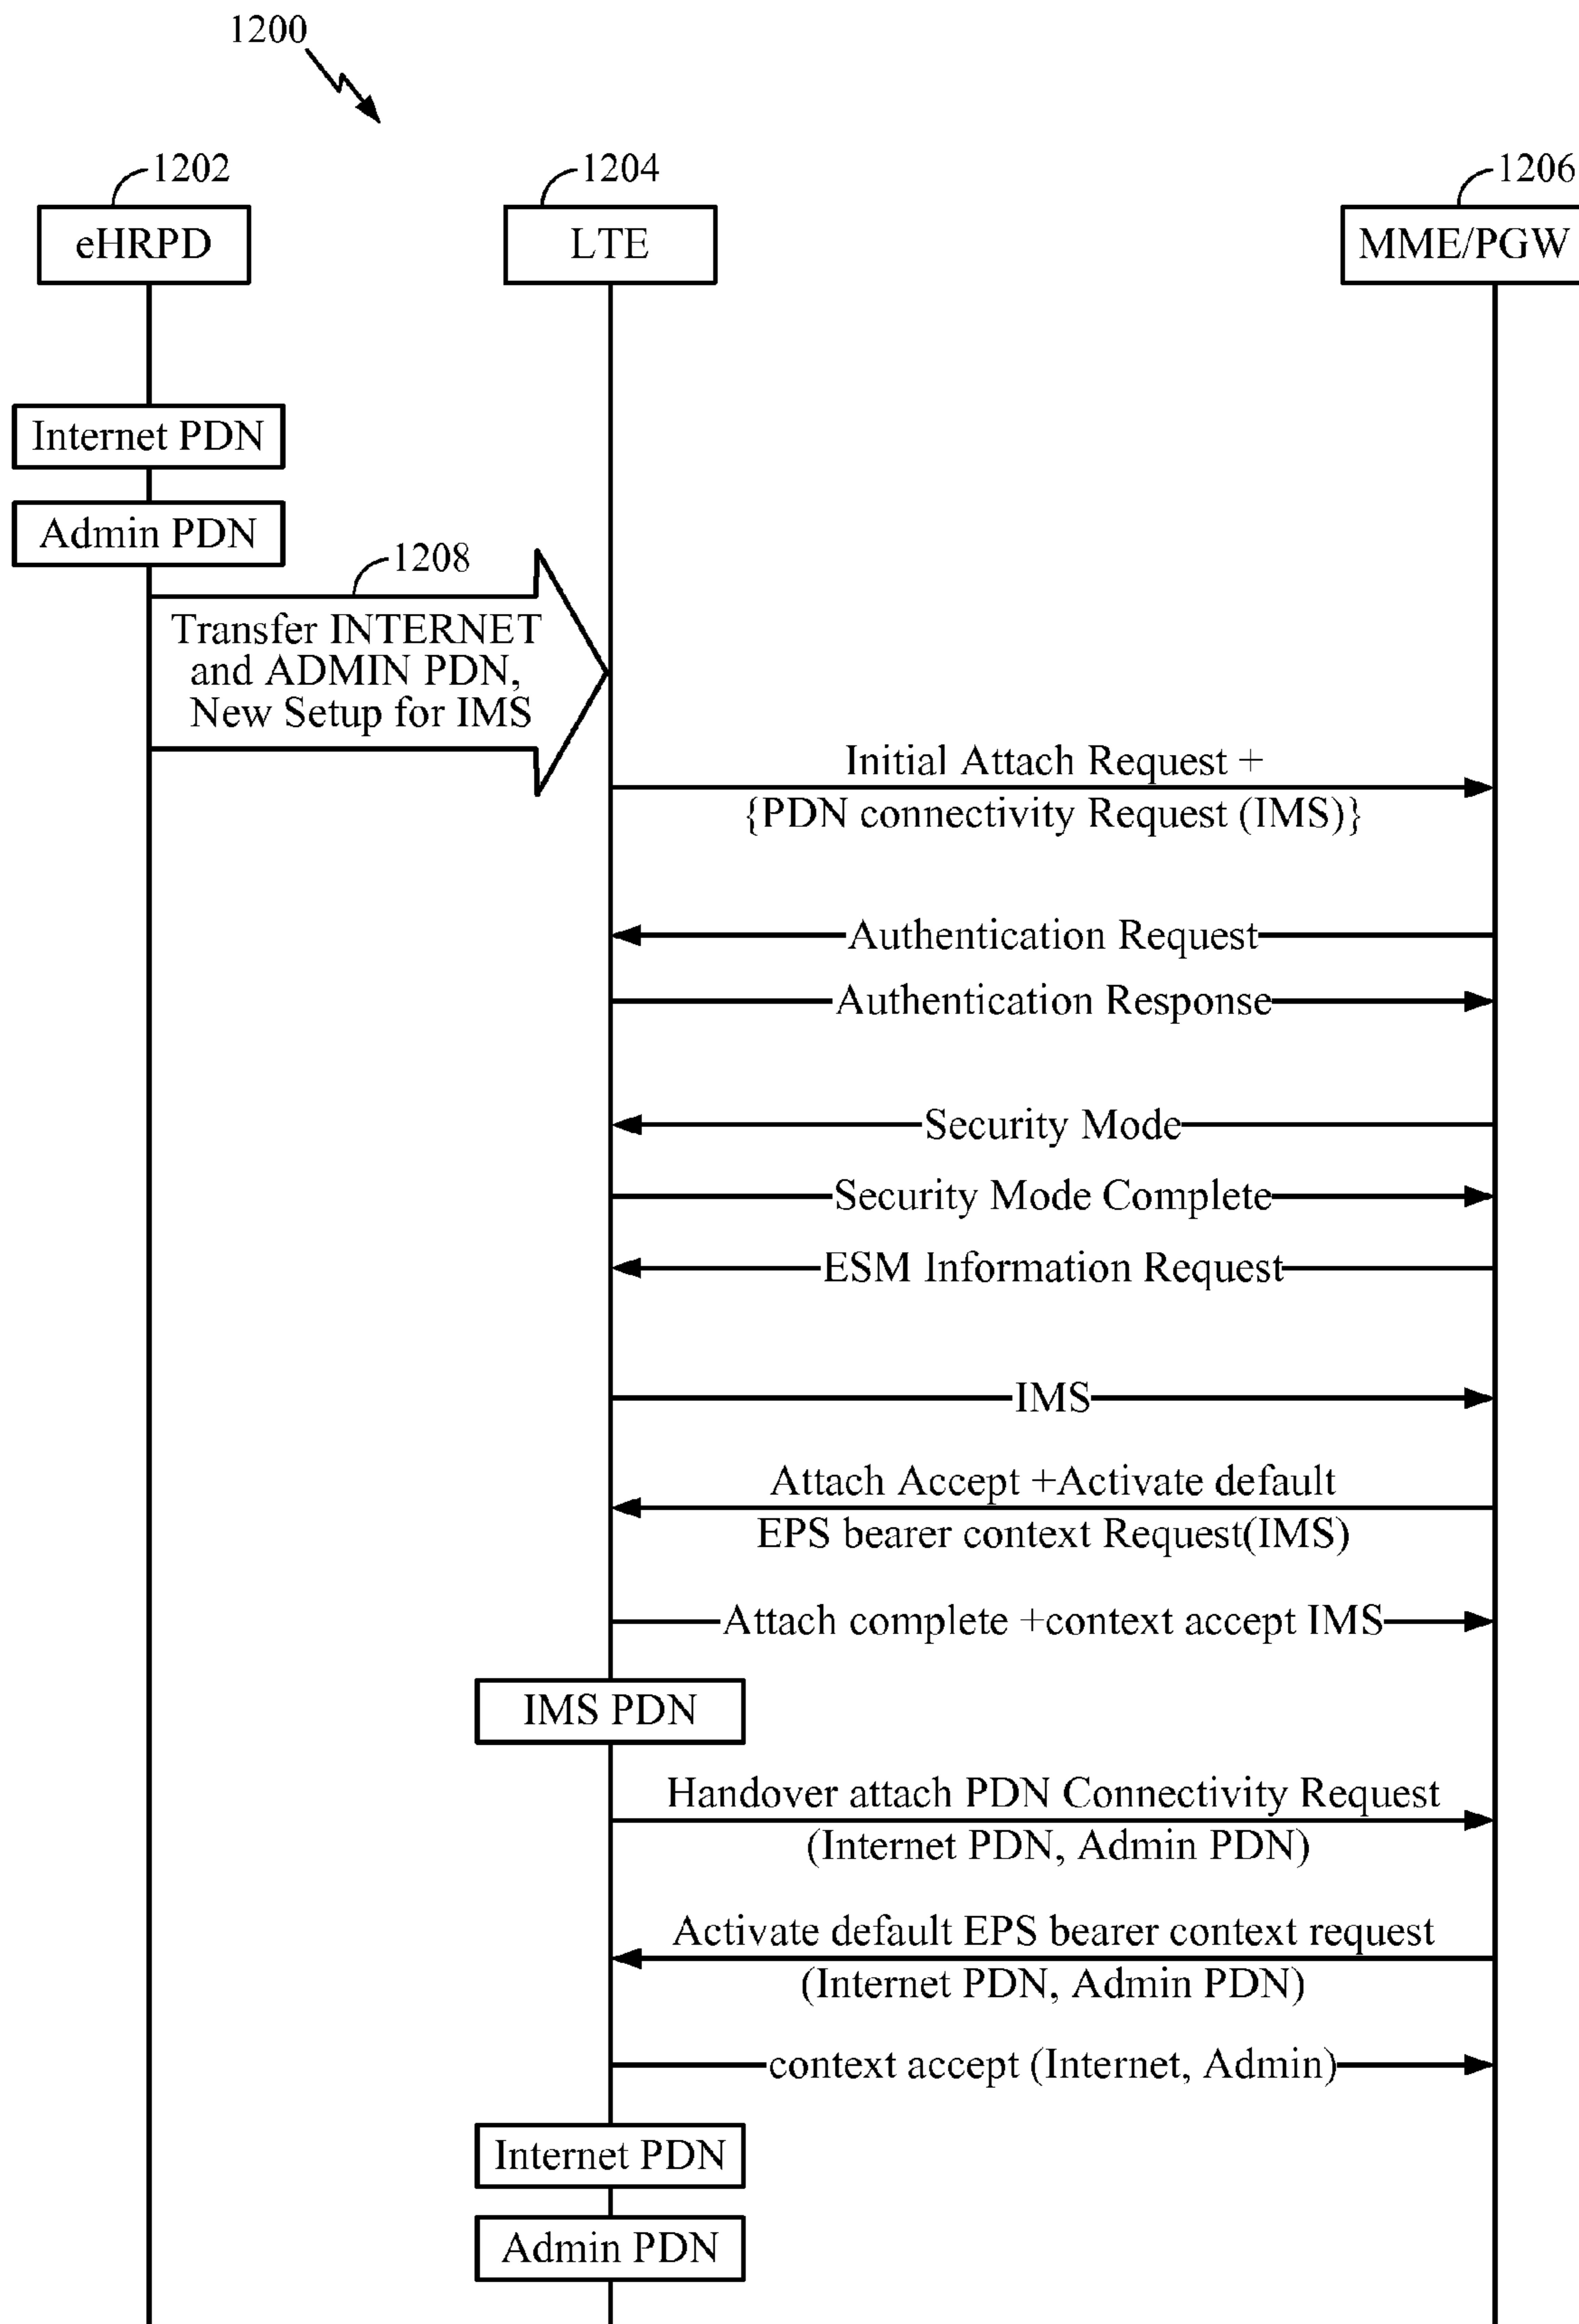 1200
1202
1204
1206
eHRPD
LTE
MME/PGW
Internet PDN
Admin PDN
1208
Transfer INTERNET
and ADMIN PDN,
New Setup for IMS
Initial Attach Request +
{PDN connectivity Request (IMS)}
Authentication Request
Authentication Response
Security Mode
Security Mode Complete
ESM Information Request
IMS
Attach Accept +Activate default
EPS bearer context Request(IMS)
Attach complete +context accept IMS
IMS PDN
Handover attach PDN Connectivity Request
(Internet PDN, Admin PDN)
Activate default EPS bearer context request
(Internet PDN, Admin PDN)
context accept (Internet, Admin)
Internet PDN
Admin PDN